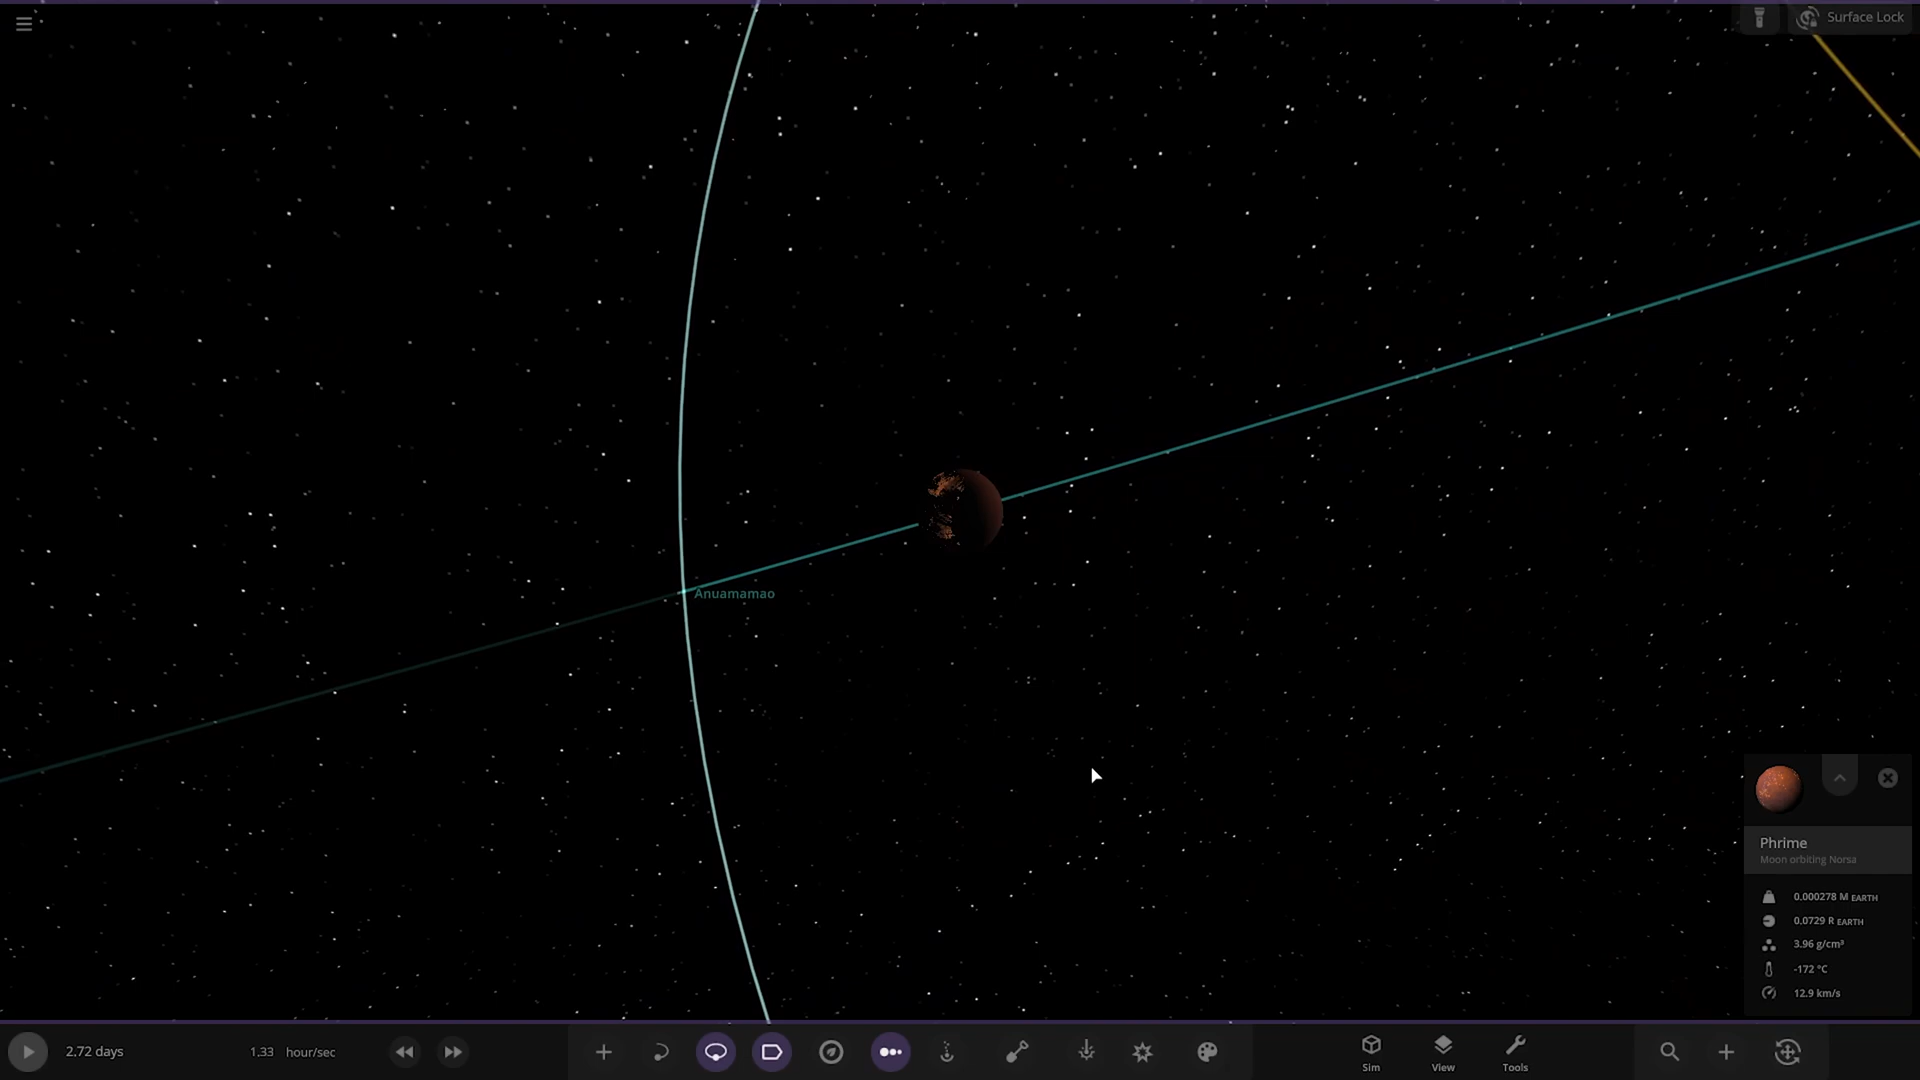 Surface Lock
Anuamamao
Phrime
Moon orbiting Norsa
0.000278 M EARTH
0.0729 R EARTH
3.96 g/cm³
-172 °C
12.9 km/s
2.72 days
1.33 hour/sec
Sim
View
Tools